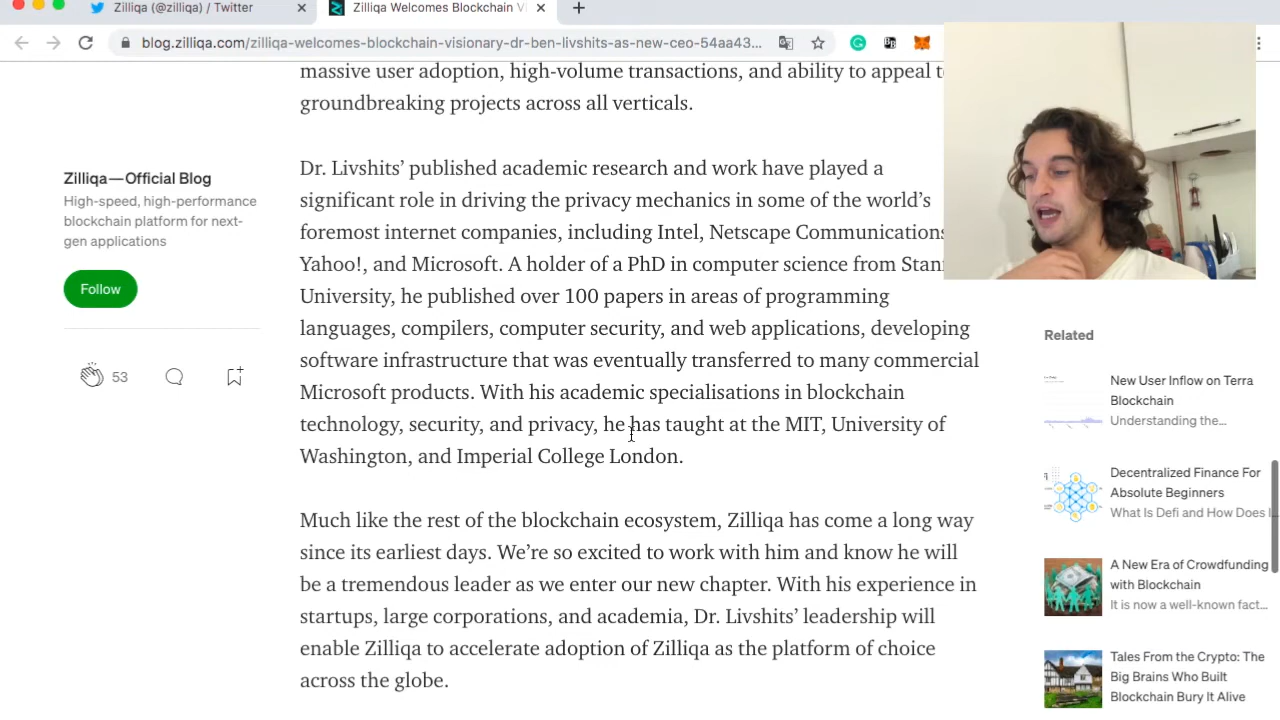 Zilliqa (@zilliqa) / Twitter
Zilliqa Welcomes Blockchain Vi
blog.zilliqa.com/zilliqa-welcomes-blockchain-visionary-dr-ben-livshits-as-new-ceo-54aa43...
massive user adoption, high-volume transactions, and ability to appeal
groundbreaking projects across all verticals.
Zilliqa — Official Blog
High-speed, high-performance
blockchain platform for next-
gen applications
Follow
53
Dr. Livshits’ published academic research and work have played a
significant role in driving the privacy mechanics in some of the world’s
foremost internet companies, including Intel, Netscape Communications
Yahoo!, and Microsoft. A holder of a PhD in computer science from Stan
University, he published over 100 papers in areas of programming
languages, compilers, computer security, and web applications, developing
software infrastructure that was eventually transferred to many commercial
Microsoft products. With his academic specialisations in blockchain
technology, security, and privacy, he has taught at the MIT, University of
Washington, and Imperial College London.
Much like the rest of the blockchain ecosystem, Zilliqa has come a long way
since its earliest days. We’re so excited to work with him and know he will
be a tremendous leader as we enter our new chapter. With his experience in
startups, large corporations, and academia, Dr. Livshits’ leadership will
enable Zilliqa to accelerate adoption of Zilliqa as the platform of choice
across the globe.
Related
New User Inflow on Terra
Blockchain
Understanding the...
Decentralized Finance For
Absolute Beginners
What Is Defi and How Does I
A New Era of Crowdfunding
with Blockchain
It is now a well-known fact...
Tales From the Crypto: The
Big Brains Who Built
Blockchain Bury It Alive